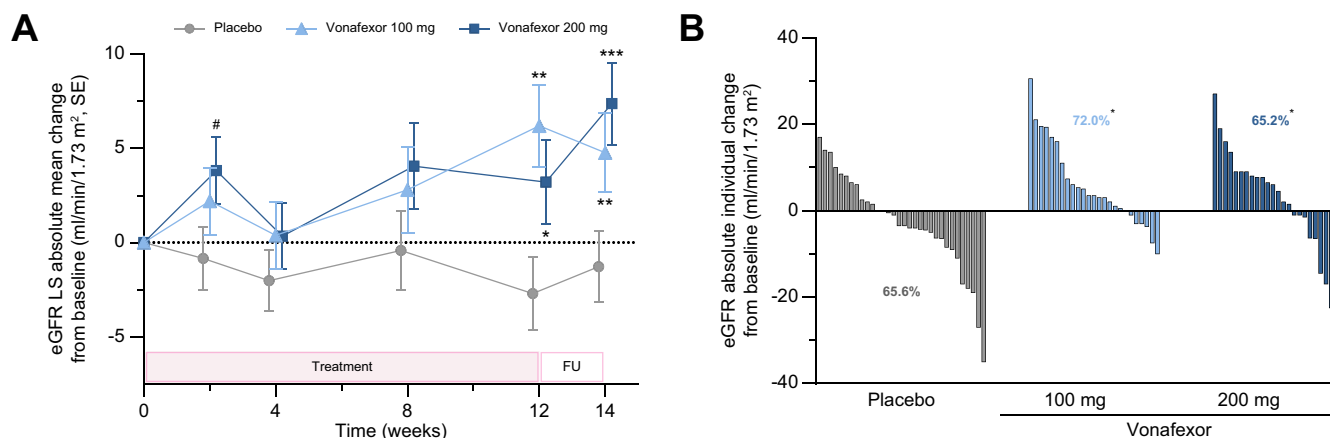 A
Placebo
Vonafexor 100 mg
Vonafexor 200 mg
eGFR LS absolute mean change
from baseline (ml/min/1.73 m², SE)
10
5
0
-5
#
**
***
*
**
Treatment
FU
0
4
8
12
14
Time (weeks)
B
eGFR absolute individual change
from baseline (ml/min/1.73 m²)
40
20
0
-20
-40
65.6%
72.0%*
65.2%*
Placebo
100 mg
200 mg
Vonafexor